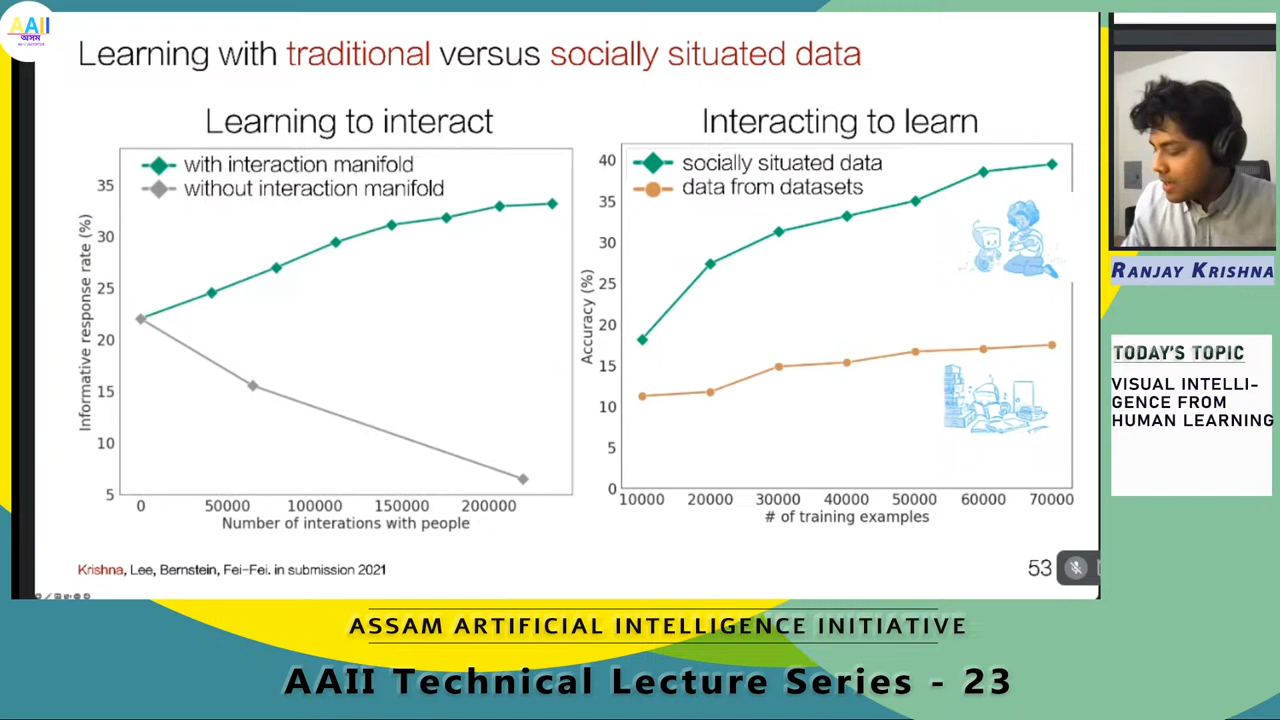 AAII
অসম
Learning with traditional versus socially situated data
Learning to interact
with interaction manifold
without interaction manifold
Informative response rate (%)
35
30
25
20
15
10
5
0
50000
100000
150000
200000
Number of interations with people
Interacting to learn
socially situated data
data from datasets
Accuracy (%)
40
35
30
25
20
15
10
5
0
10000
20000
30000
40000
50000
60000
70000
# of training examples
Krishna, Lee, Bernstein, Fei-Fei. in submission 2021
53
RANJAY KRISHNA
TODAY'S TOPIC
VISUAL INTELLI-
GENCE FROM
HUMAN LEARNING
ASSAM ARTIFICIAL INTELLIGENCE INITIATIVE
AAII Technical Lecture Series - 23